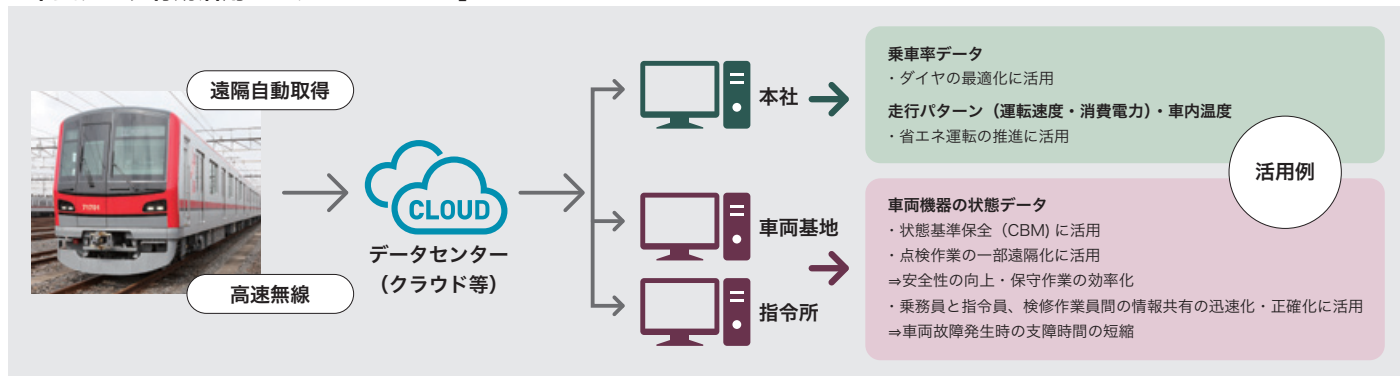 遠隔自動取得
高速無線
CLOUD
データセンター
（クラウド等）
本社
車両基地
指令所
乗車率データ
・ダイヤの最適化に活用
走行パターン（運転速度・消費電力）・車内温度
・省エネ運転の推進に活用
活用例
車両機器の状態データ
・状態基準保全（CBM) に活用
・点検作業の一部遠隔化に活用
⇒安全性の向上・保守作業の効率化
・乗務員と指令員、検修作業員間の情報共有の迅速化・正確化に活用
⇒車両故障発生時の支障時間の短縮